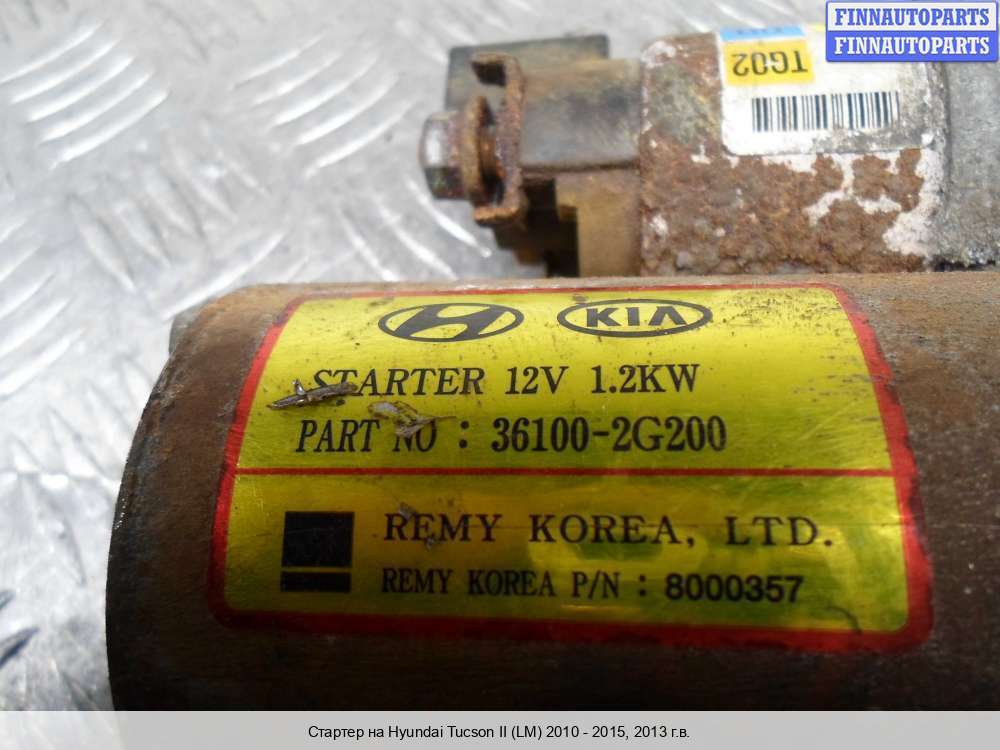 FINNAUTOPARTS
FINNAUTOPARTS
TG02
KIA
STARTER 12V 1.2KW
PART NO : 36100-2G200
REMY KOREA, LTD.
REMY KOREA P/N : 8000357
Стартер на Hyundai Tucson II (LM) 2010 - 2015, 2013 г.в.